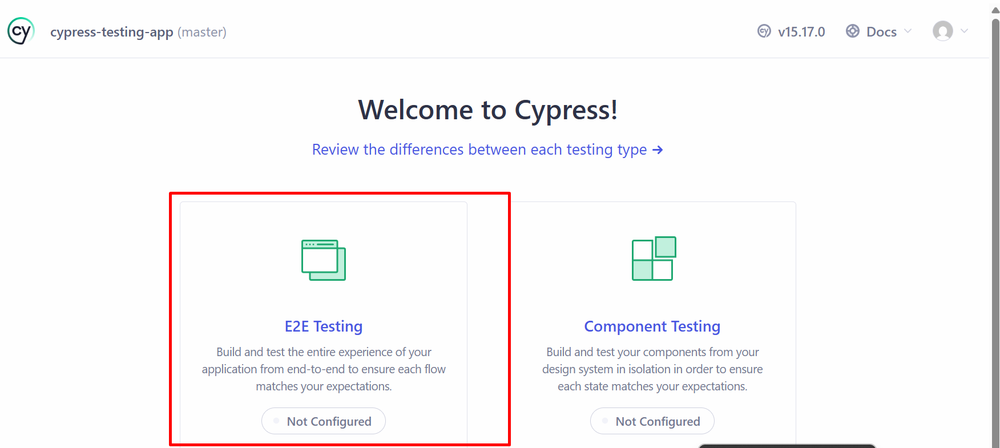 cy cypress-testing-app (master) cy v15.17.0 Docs
Welcome to Cypress!
Review the differences between each testing type →
E2E Testing
Build and test the entire experience of your
application from end-to-end to ensure each flow
matches your expectations.
Not Configured
Component Testing
Build and test your components from your
design system in isolation in order to ensure
each state matches your expectations.
Not Configured